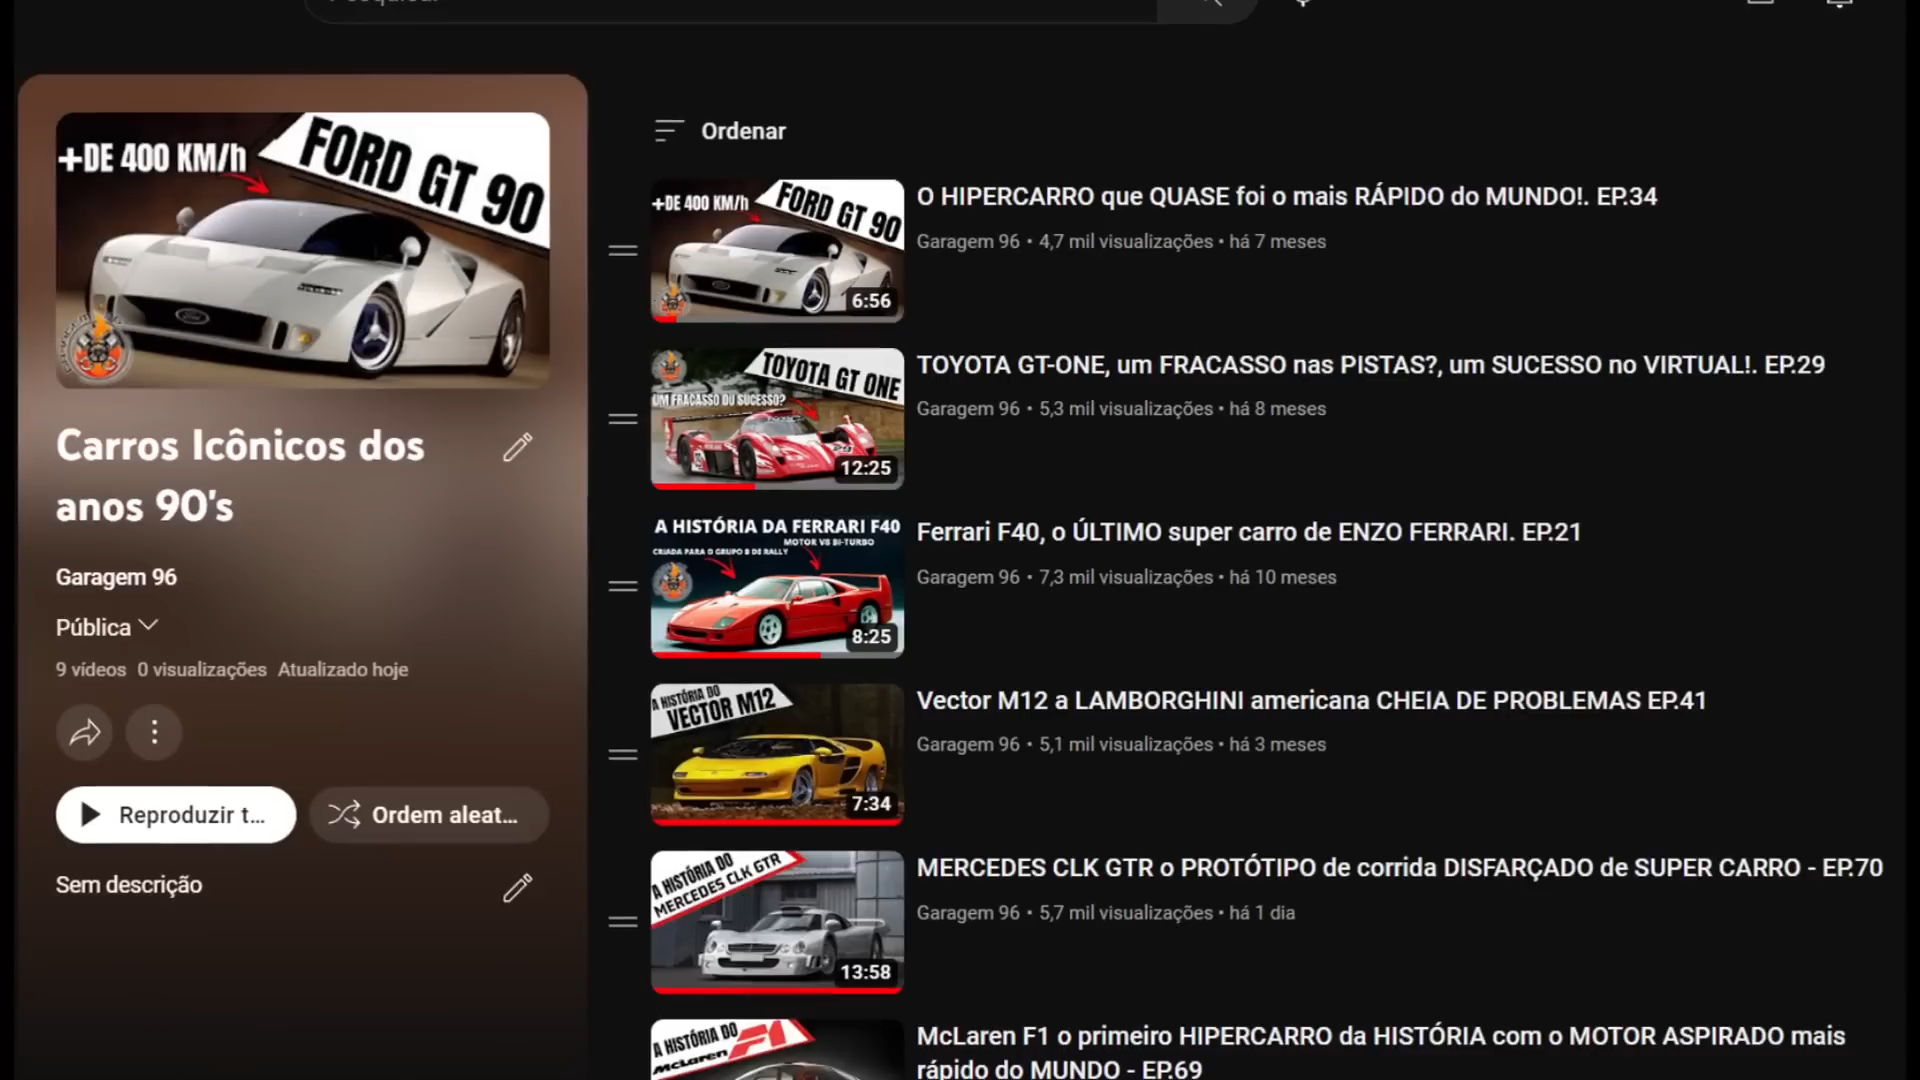 +DE 400 KM/h
FORD GT 90
Carros Icônicos dos
anos 90's
Garagem 96
Pública
9 vídeos 0 visualizações Atualizado hoje
Reproduzir t...
Ordem aleat...
Sem descrição
Ordenar
+DE 400 KM/h
FORD GT 90
6:56
O HIPERCARRO que QUASE foi o mais RÁPIDO do MUNDO!. EP.34
Garagem 96 • 4,7 mil visualizações • há 7 meses
TOYOTA GT ONE
UM FRACASSO OU SUCESSO?
12:25
TOYOTA GT-ONE, um FRACASSO nas PISTAS?, um SUCESSO no VIRTUAL!. EP.29
Garagem 96 • 5,3 mil visualizações • há 8 meses
A HISTÓRIA DA FERRARI F40
MOTOR V8 BI-TURBO
CRIADA PARA O GRUPO B DE RALLY
8:25
Ferrari F40, o ÚLTIMO super carro de ENZO FERRARI. EP.21
Garagem 96 • 7,3 mil visualizações • há 10 meses
A HISTÓRIA DO
VECTOR M12
7:34
Vector M12 a LAMBORGHINI americana CHEIA DE PROBLEMAS EP.41
Garagem 96 • 5,1 mil visualizações • há 3 meses
A HISTÓRIA DO
MERCEDES CLK GTR
13:58
MERCEDES CLK GTR o PROTÓTIPO de corrida DISFARÇADO de SUPER CARRO - EP.70
Garagem 96 • 5,7 mil visualizações • há 1 dia
A HISTÓRIA DO
McLaren F1
McLaren F1 o primeiro HIPERCARRO da HISTÓRIA com o MOTOR ASPIRADO mais
rápido do MUNDO - EP.69